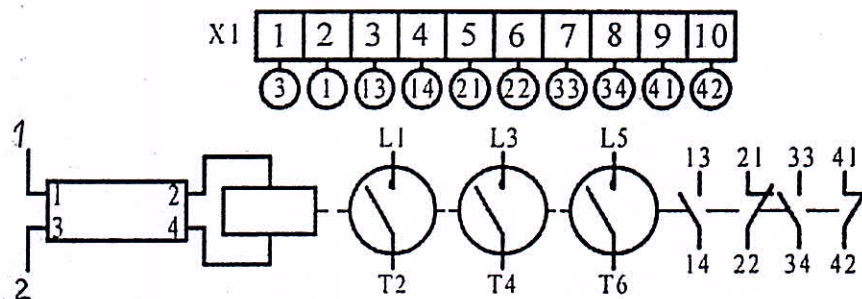 X1 1 2 3 4 5 6 7 8 9 10
3 1 13 14 21 22 33 34 41 42
1 L1 L3 L5 13 21 33 41
1 2
3 4
2 T2 T4 T6 14 22 34 42